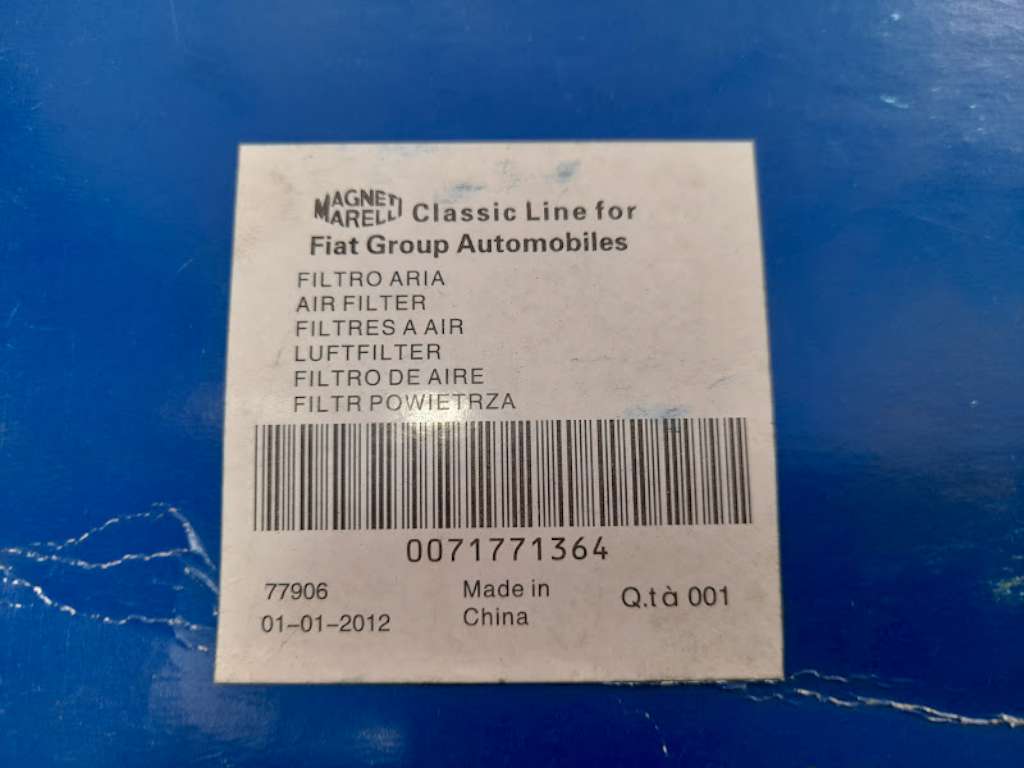 MAGNETI MARELLI Classic Line for
Fiat Group Automobiles
FILTRO ARIA
AIR FILTER
FILTRES A AIR
LUFTFILTER
FILTRO DE AIRE
FILTR POWIETRZA
0071771364
77906 Made in Q.tà 001
01-01-2012 China